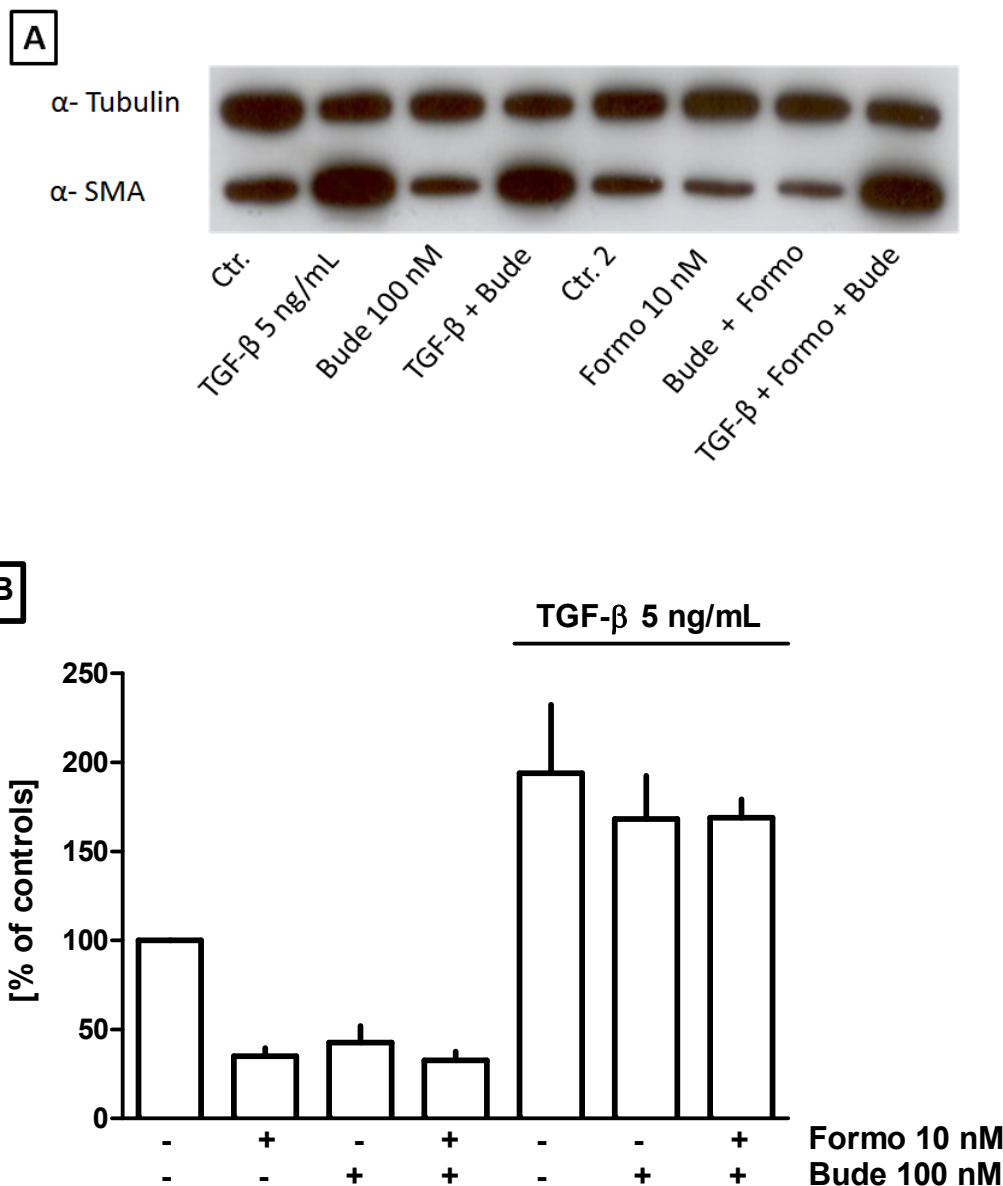 A
α- Tubulin
α- SMA
Ctr.
TGF-β 5 ng/mL
Bude 100 nM
TGF-β + Bude
Ctr. 2
Formo 10 nM
Bude + Formo
TGF-β + Formo + Bude
B
TGF-β 5 ng/mL
[% of controls]
250
200
150
100
50
0
- + - + - - + Formo 10 nM
- - + + - + + Bude 100 nM